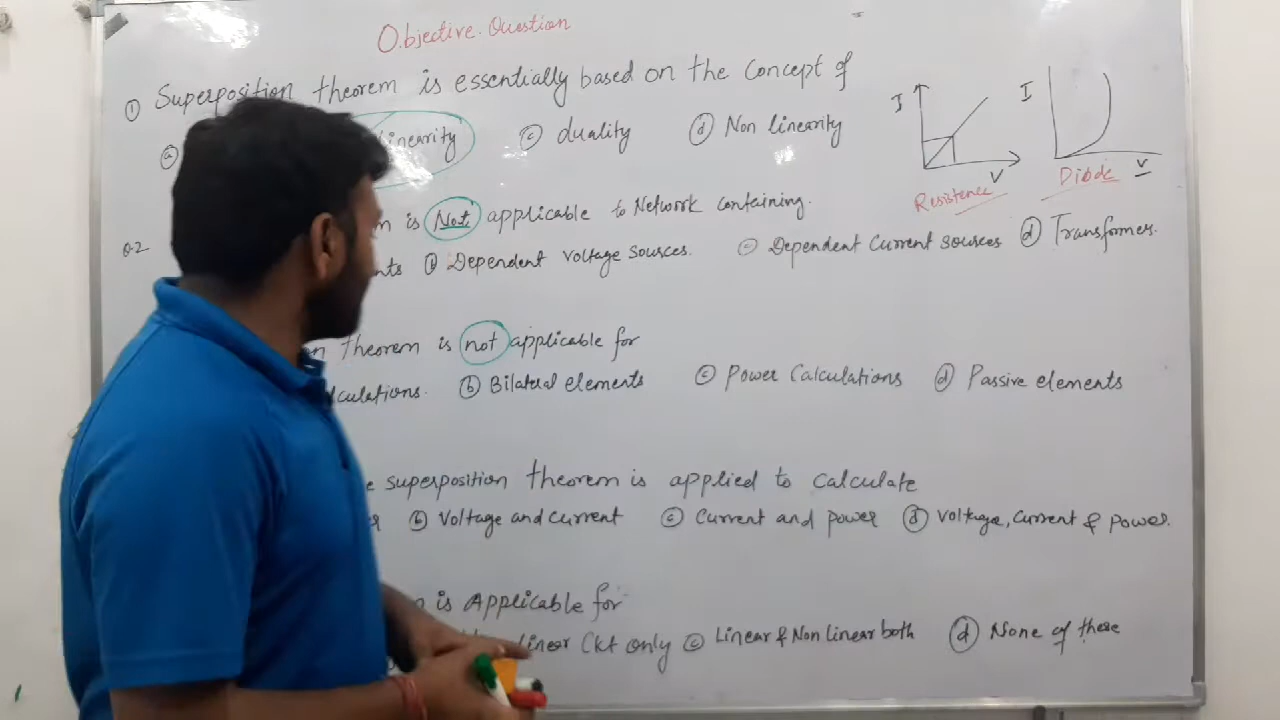 Objective Question
① Superposition theorem is essentially based on the concept of
ⓐ linearity ⓒ duality ⓓ Non linearity
I V
Resistence
I V
Diode
Q.2 is Not applicable to Network containing.
Dependent voltage sources. ⓒ Dependent Current sources ⓓ Transformers.
theorem is not applicable for
ⓑ Bilateral elements ⓒ Power Calculations ⓓ Passive elements
superposition theorem is applied to calculate
ⓑ Voltage and current ⓒ Current and power ⓓ Voltage, Current & power.
is Applicable for
linear Ckt only ⓒ Linear & Non linear both ⓓ None of these